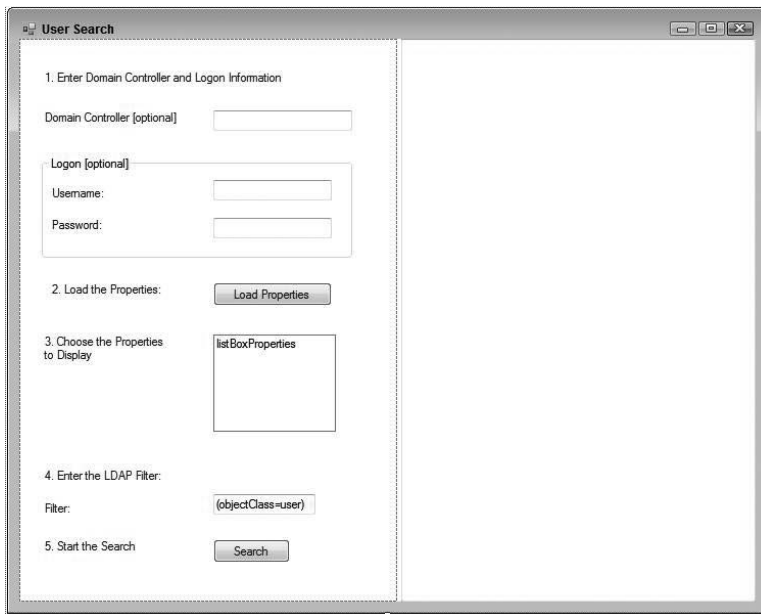 User Search
1. Enter Domain Controller and Logon Information
Domain Controller [optional]
Logon [optional]
Username:
Password:
2. Load the Properties:
Load Properties
3. Choose the Properties
to Display
listBoxProperties
4. Enter the LDAP Filter:
Filter:
(objectClass=user)
5. Start the Search
Search